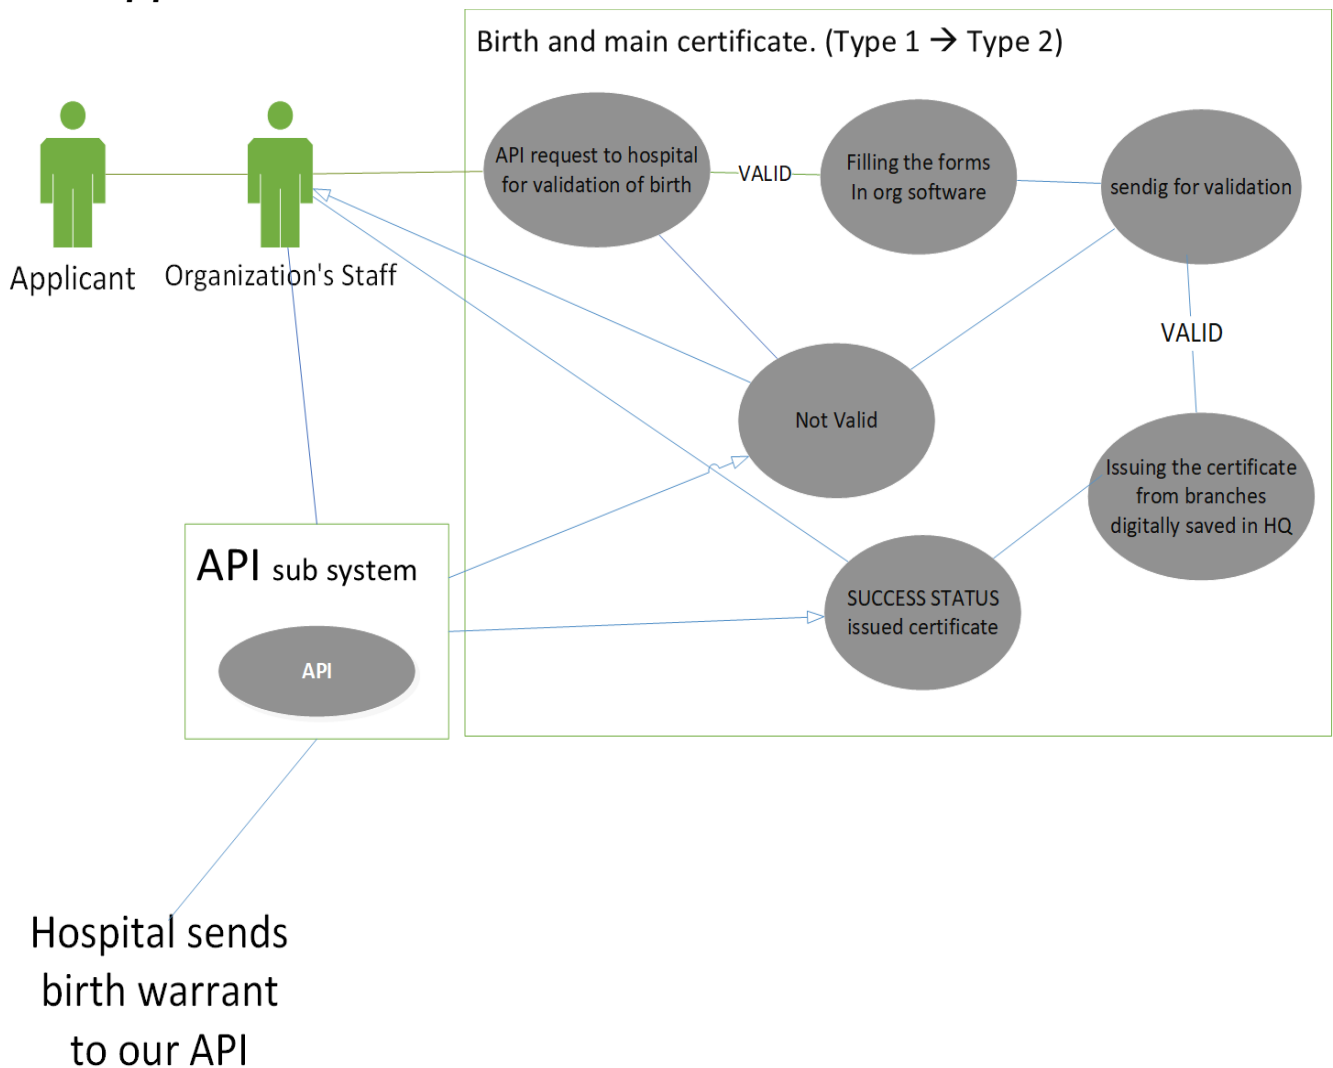 Birth and main certificate. (Type 1 → Type 2)
API request to hospital
for validation of birth
VALID
Filling the forms
In org software
sendig for validation
Applicant
Organization's Staff
VALID
Not Valid
Issuing the certificate
from branches
digitally saved in HQ
API sub system
API
SUCCESS STATUS
issued certificate
Hospital sends
birth warrant
to our API